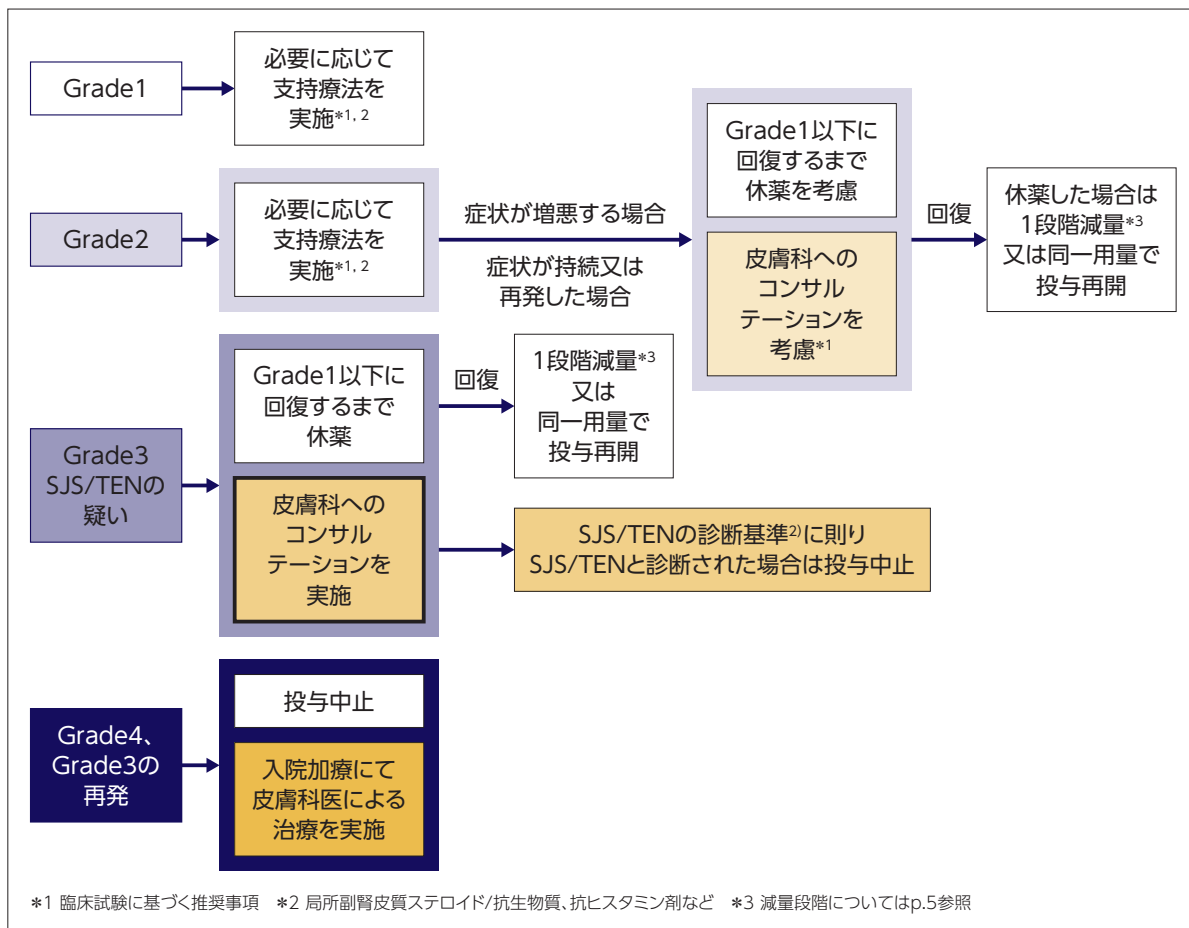 Grade1
必要に応じて
支持療法を
実施*1, 2
Grade2
必要に応じて
支持療法を
実施*1, 2
症状が増悪する場合
症状が持続又は
再発した場合
Grade1以下に
回復するまで
休薬を考慮
皮膚科への
コンサル
テーションを
考慮*1
回復
休薬した場合は
1段階減量*3
又は同一用量で
投与再開
Grade3
SJS/TENの
疑い
Grade1以下に
回復するまで
休薬
回復
1段階減量*3
又は
同一用量で
投与再開
皮膚科への
コンサル
テーションを
実施
SJS/TENの診断基準2)に則り
SJS/TENと診断された場合は投与中止
Grade4、
Grade3の
再発
投与中止
入院加療にて
皮膚科医による
治療を実施
*1 臨床試験に基づく推奨事項 *2 局所副腎皮質ステロイド/抗生物質、抗ヒスタミン剤など *3 減量段階についてはp.5参照